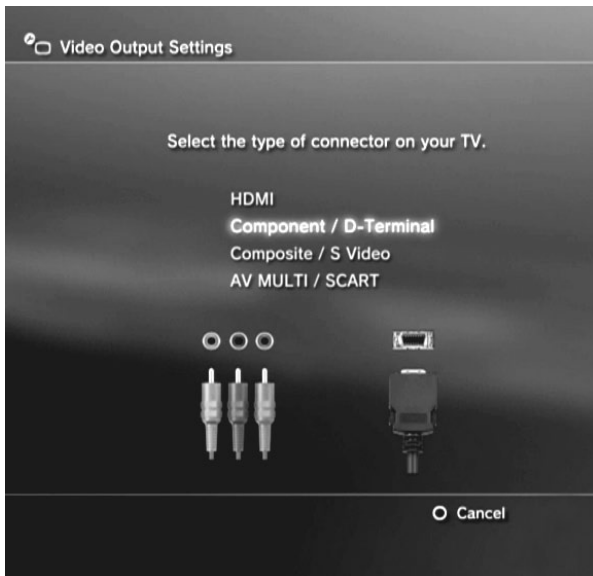 Video Output Settings
Select the type of connector on your TV.
HDMI
Component / D-Terminal
Composite / S Video
AV MULTI / SCART
Cancel